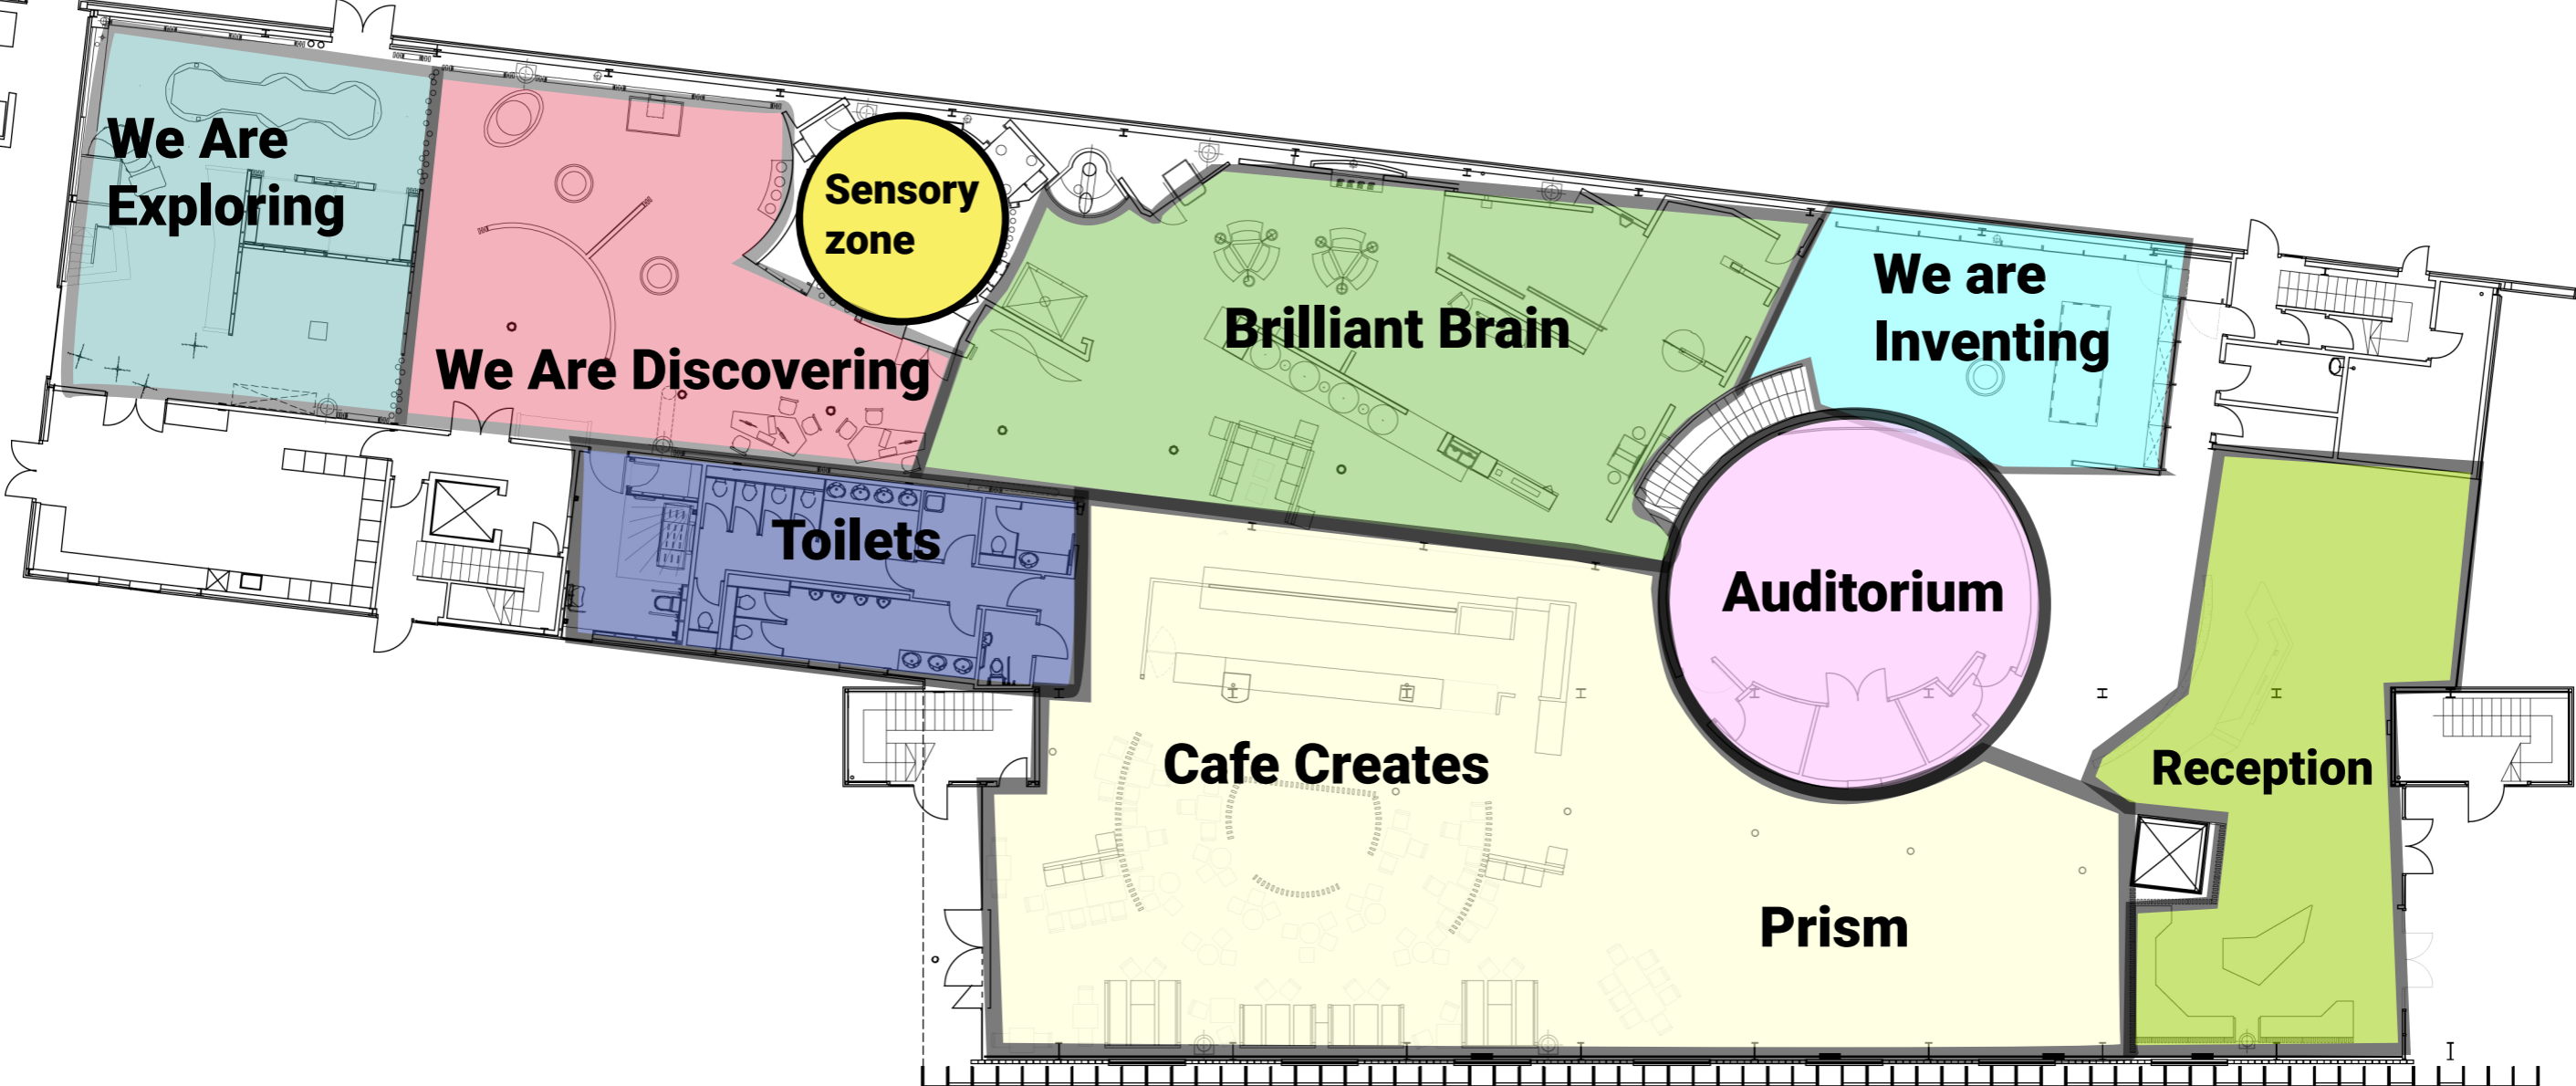 We Are
Exploring
We Are Discovering
Sensory
zone
Brilliant Brain
We are
Inventing
Toilets
Auditorium
Cafe Creates
Reception
Prism